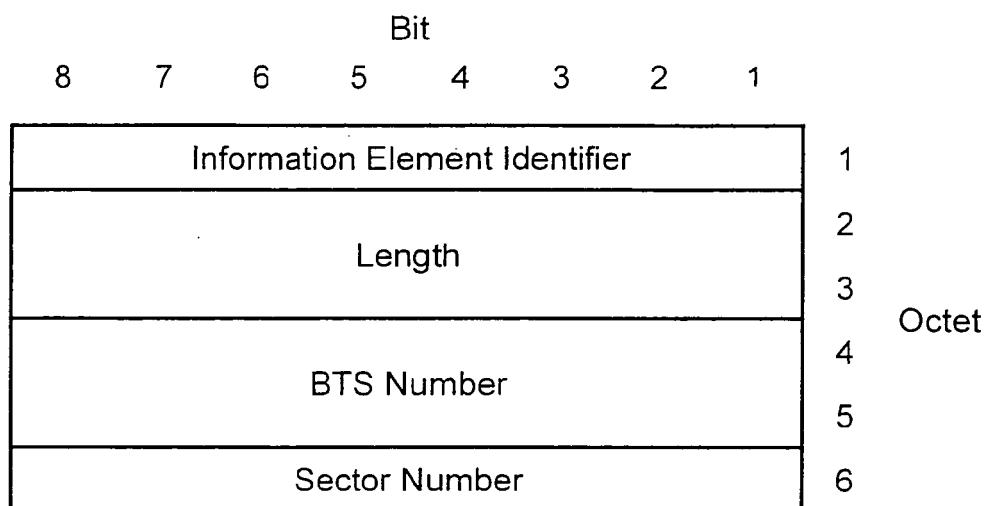 Bit
8 7 6 5 4 3 2 1
Information Element Identifier 1
2
Length
3
Octet
BTS Number 4
5
Sector Number 6